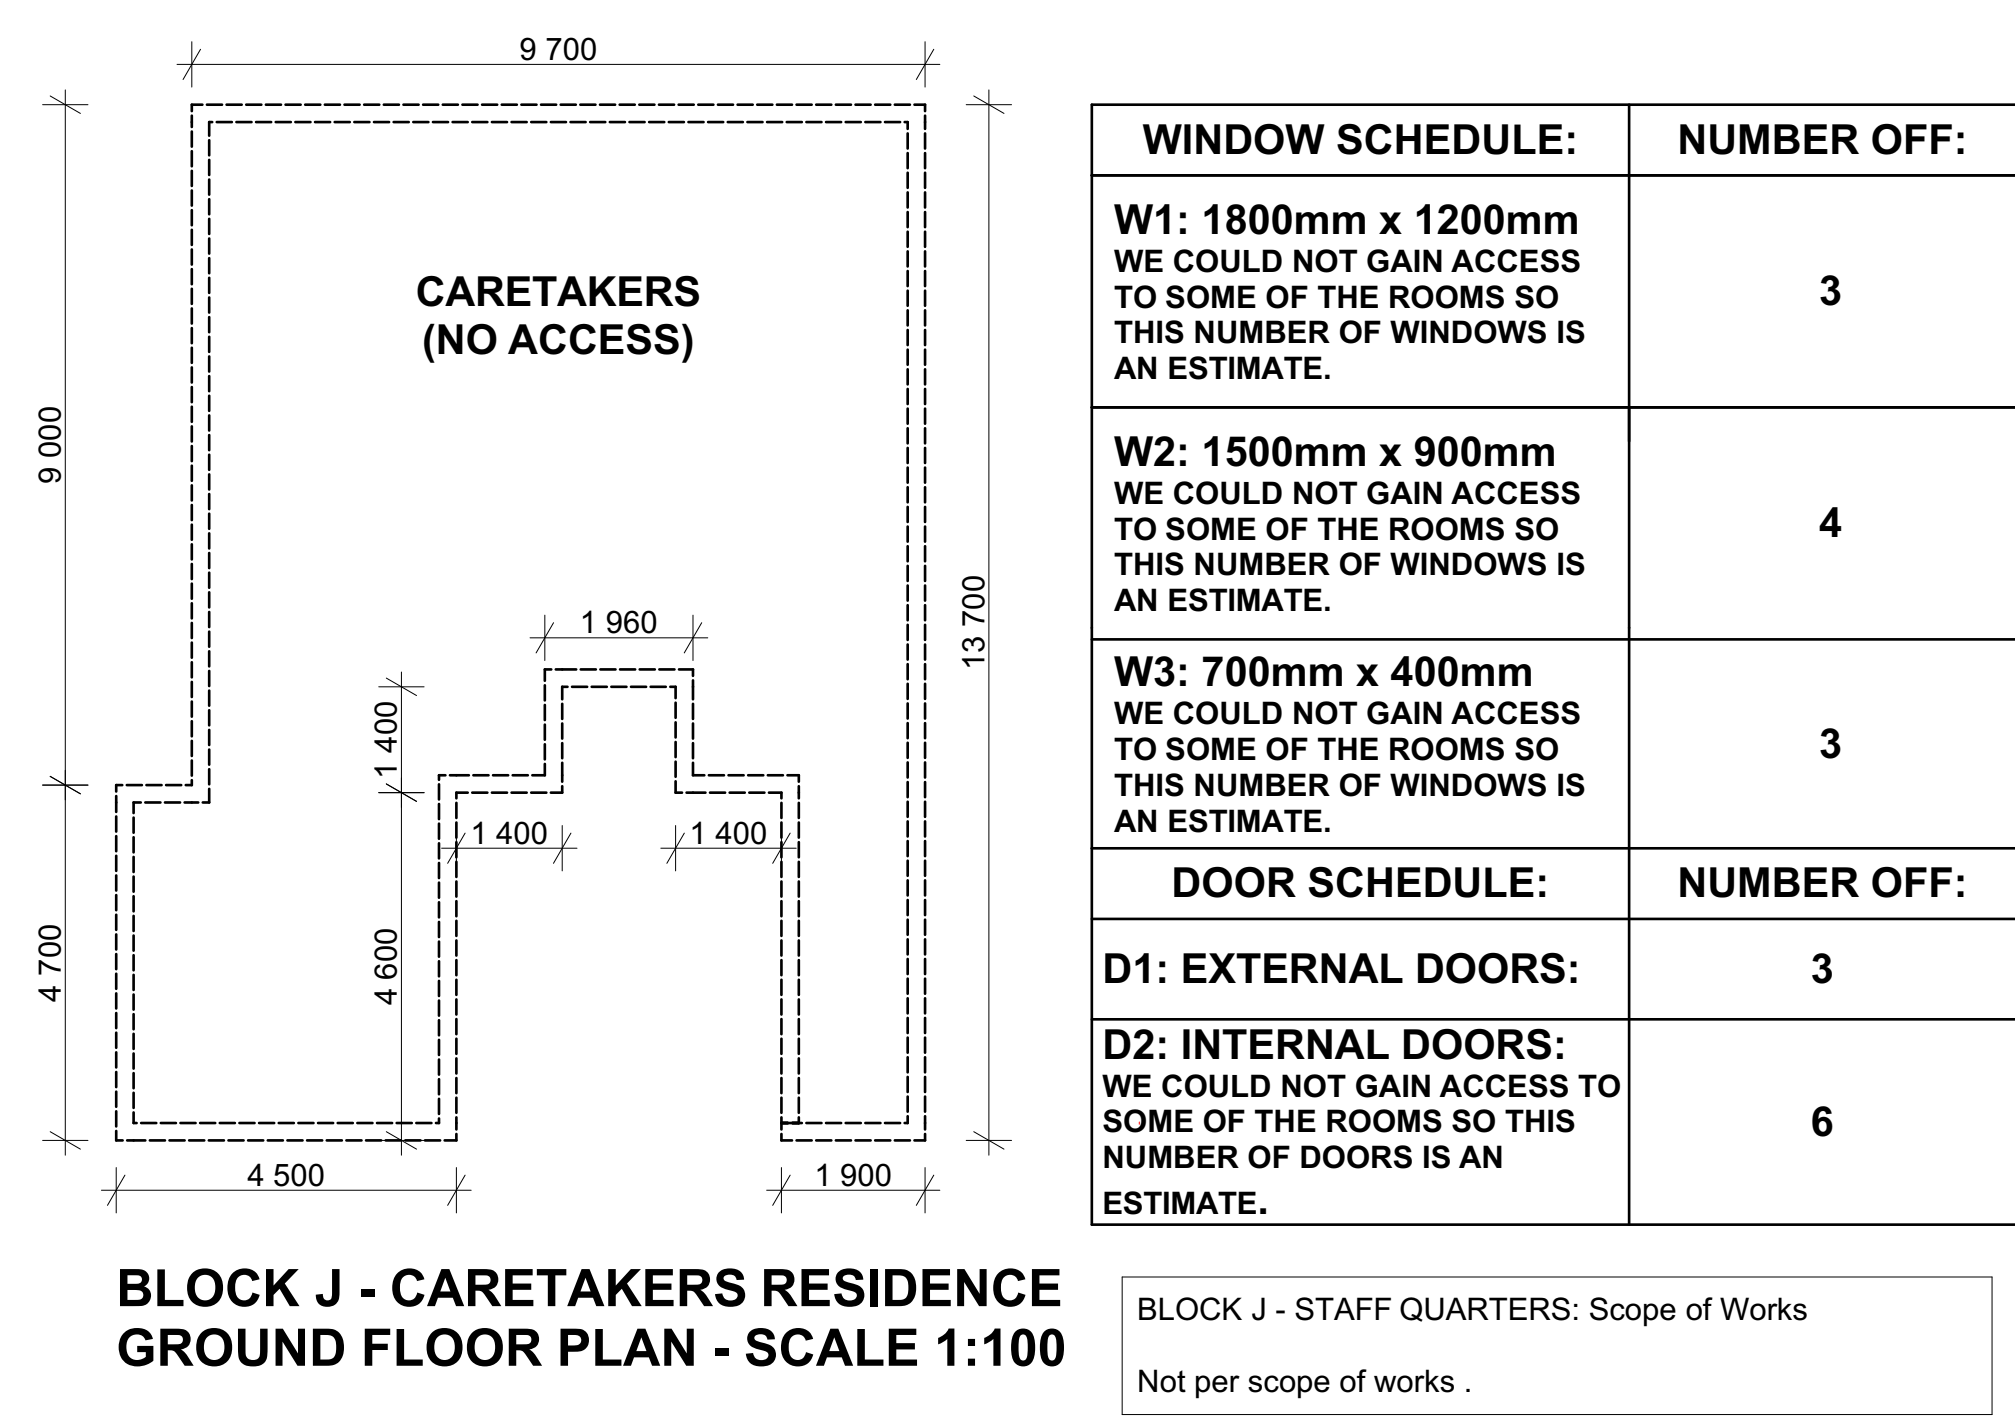 9 700
9 000
CARETAKERS
(NO ACCESS)
1 960
13 700
1 400
1 400
1 400
4 700
4 600
4 500
1 900
BLOCK J - CARETAKERS RESIDENCE
GROUND FLOOR PLAN - SCALE 1:100
WINDOW SCHEDULE:
NUMBER OFF:
W1: 1800mm x 1200mm
WE COULD NOT GAIN ACCESS
TO SOME OF THE ROOMS SO
THIS NUMBER OF WINDOWS IS
AN ESTIMATE.
3
W2: 1500mm x 900mm
WE COULD NOT GAIN ACCESS
TO SOME OF THE ROOMS SO
THIS NUMBER OF WINDOWS IS
AN ESTIMATE.
4
W3: 700mm x 400mm
WE COULD NOT GAIN ACCESS
TO SOME OF THE ROOMS SO
THIS NUMBER OF WINDOWS IS
AN ESTIMATE.
3
DOOR SCHEDULE:
NUMBER OFF:
D1: EXTERNAL DOORS:
3
D2: INTERNAL DOORS:
WE COULD NOT GAIN ACCESS TO
SOME OF THE ROOMS SO THIS
NUMBER OF DOORS IS AN
ESTIMATE.
6
BLOCK J - STAFF QUARTERS: Scope of Works
Not per scope of works .